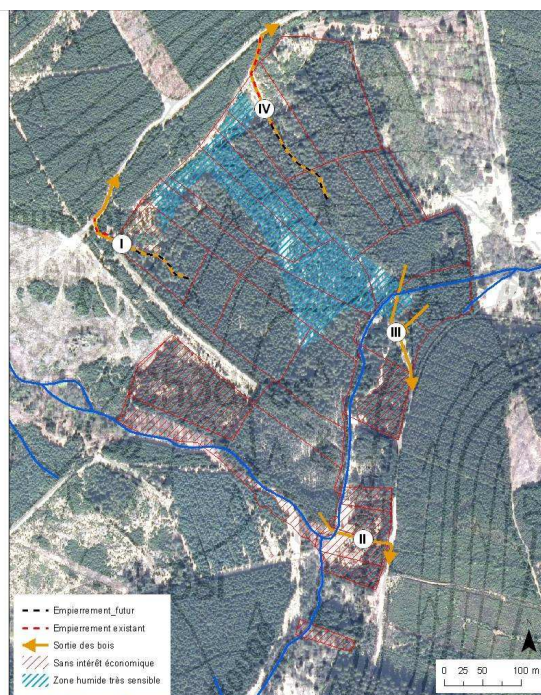 IV
I
III
II
Empierrement_futur
Empierrement existant
Sortie des bois
Sans intérêt économique
Zone humide très sensible
0 25 50 100 m